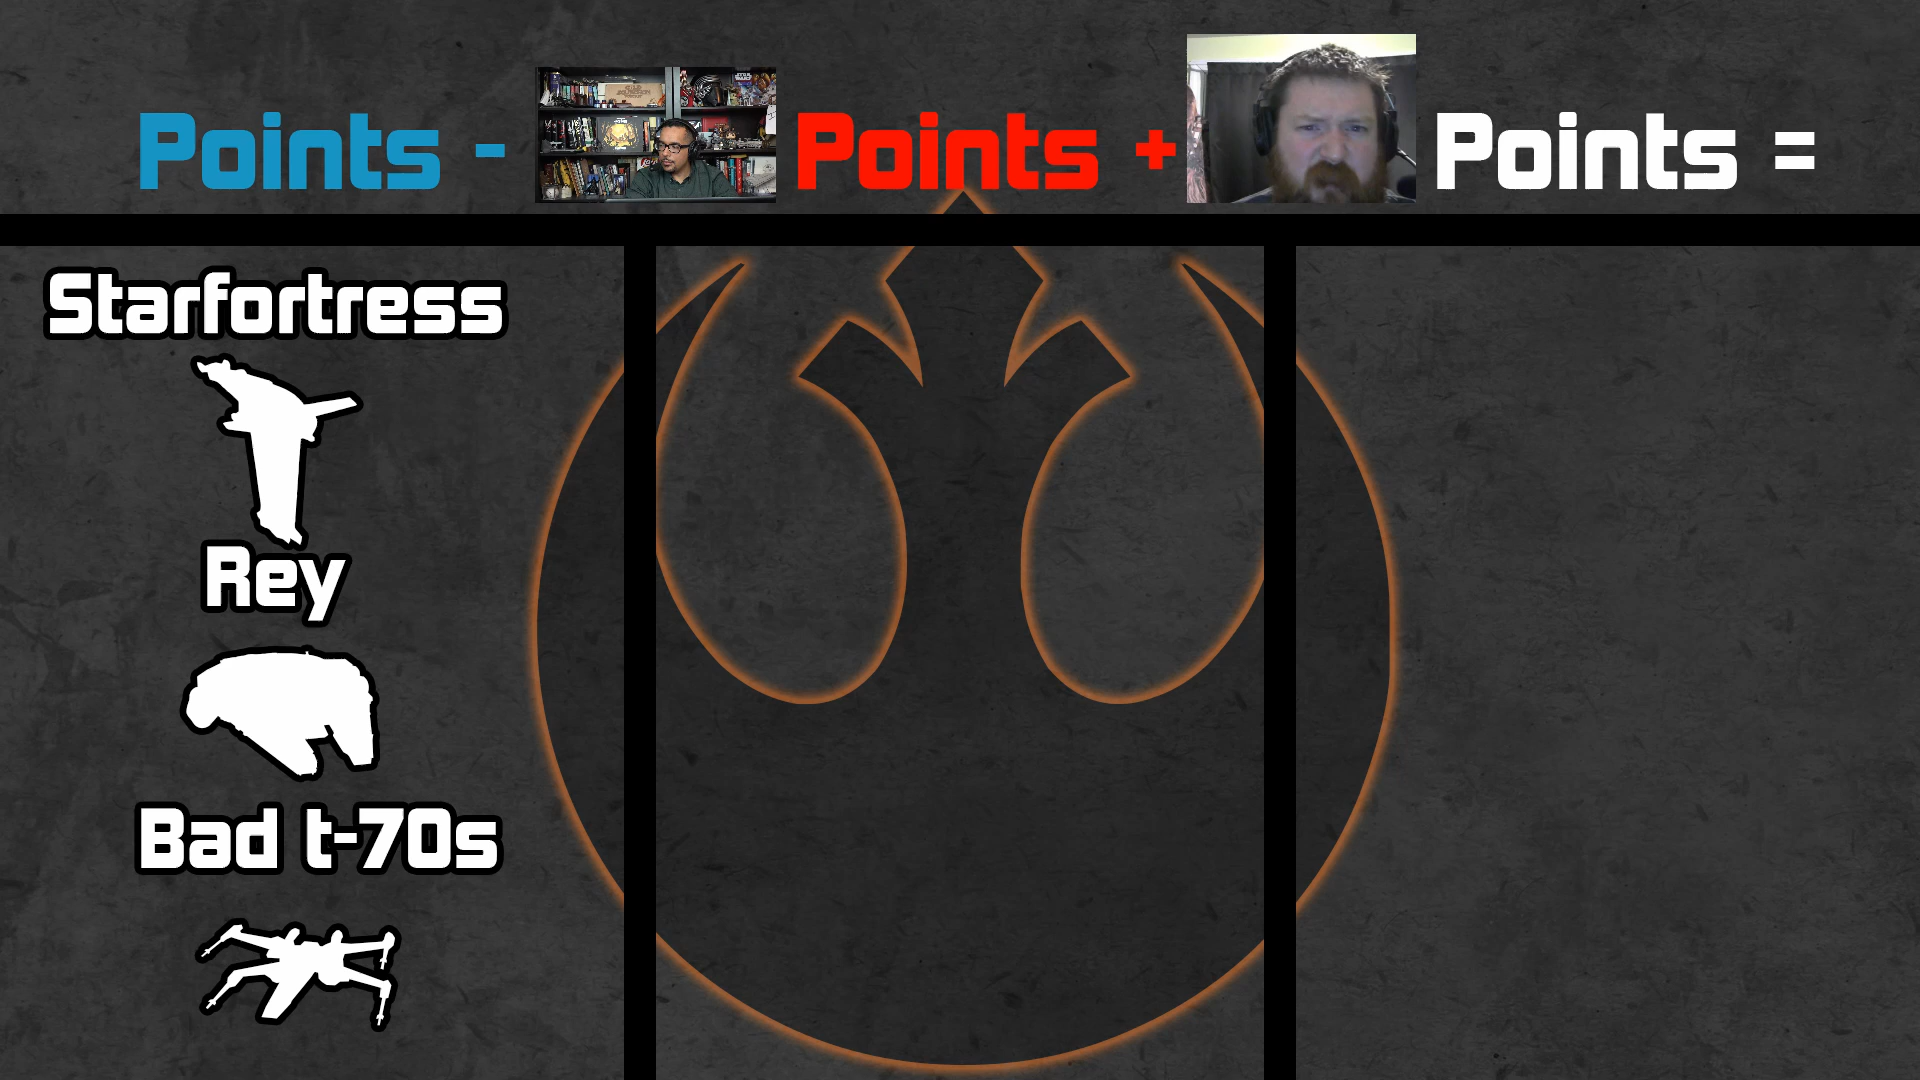 Points - Points + Points =
Starfortress
Rey
Bad t-70s